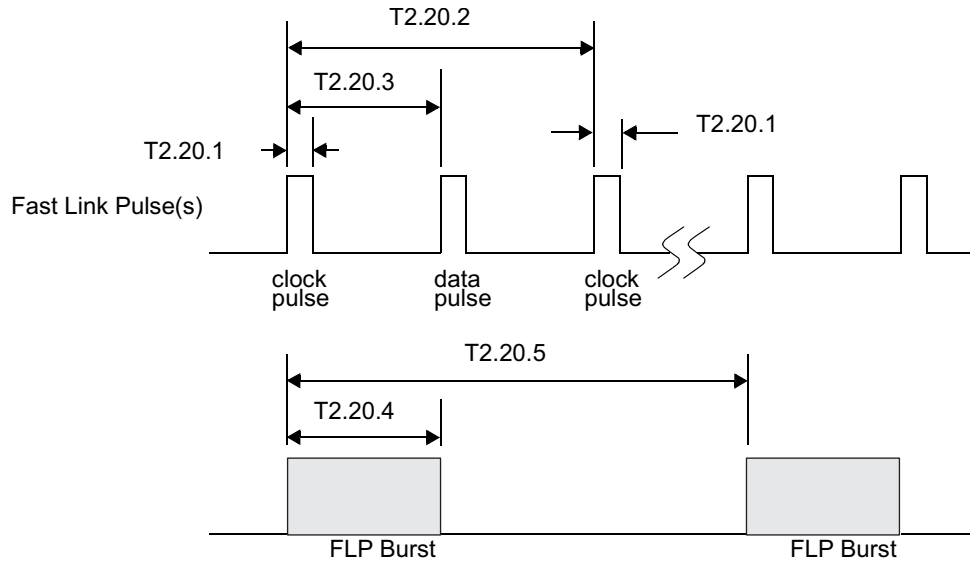 T2.20.2
T2.20.3
T2.20.1
T2.20.1
Fast Link Pulse(s)
clock
pulse
data
pulse
clock
pulse
T2.20.5
T2.20.4
FLP Burst
FLP Burst